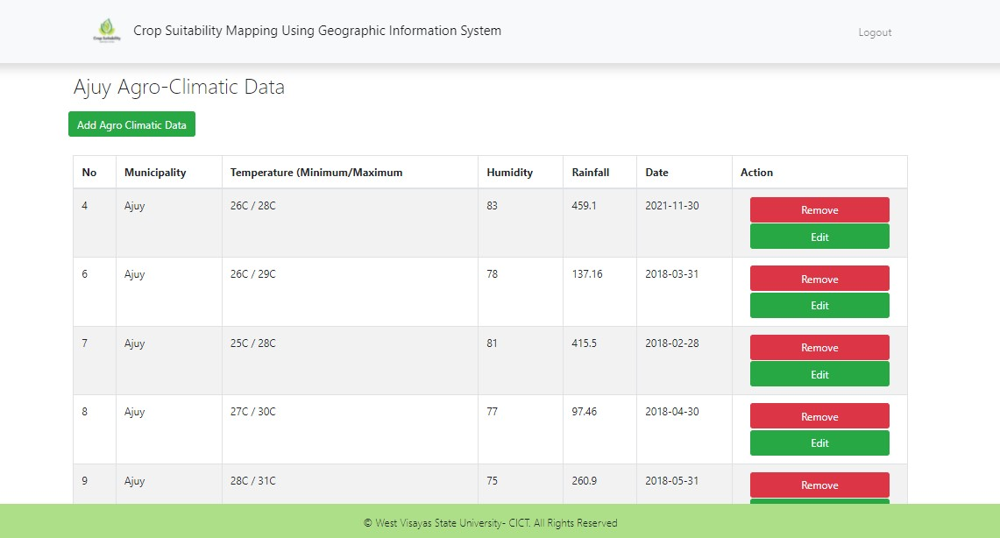 Crop Suitability
Crop Suitability Mapping Using Geographic Information System
Logout
Ajuy Agro-Climatic Data
Add Agro Climatic Data
No Municipality Temperature (Minimum/Maximum Humidity Rainfall Date Action
4 Ajuy 26C / 28C 83 459.1 2021-11-30 Remove
Edit
6 Ajuy 26C / 29C 78 137.16 2018-03-31 Remove
Edit
7 Ajuy 25C / 28C 81 415.5 2018-02-28 Remove
Edit
8 Ajuy 27C / 30C 77 97.46 2018-04-30 Remove
Edit
9 Ajuy 28C / 31C 75 260.9 2018-05-31 Remove
© West Visayas State University- CICT. All Rights Reserved